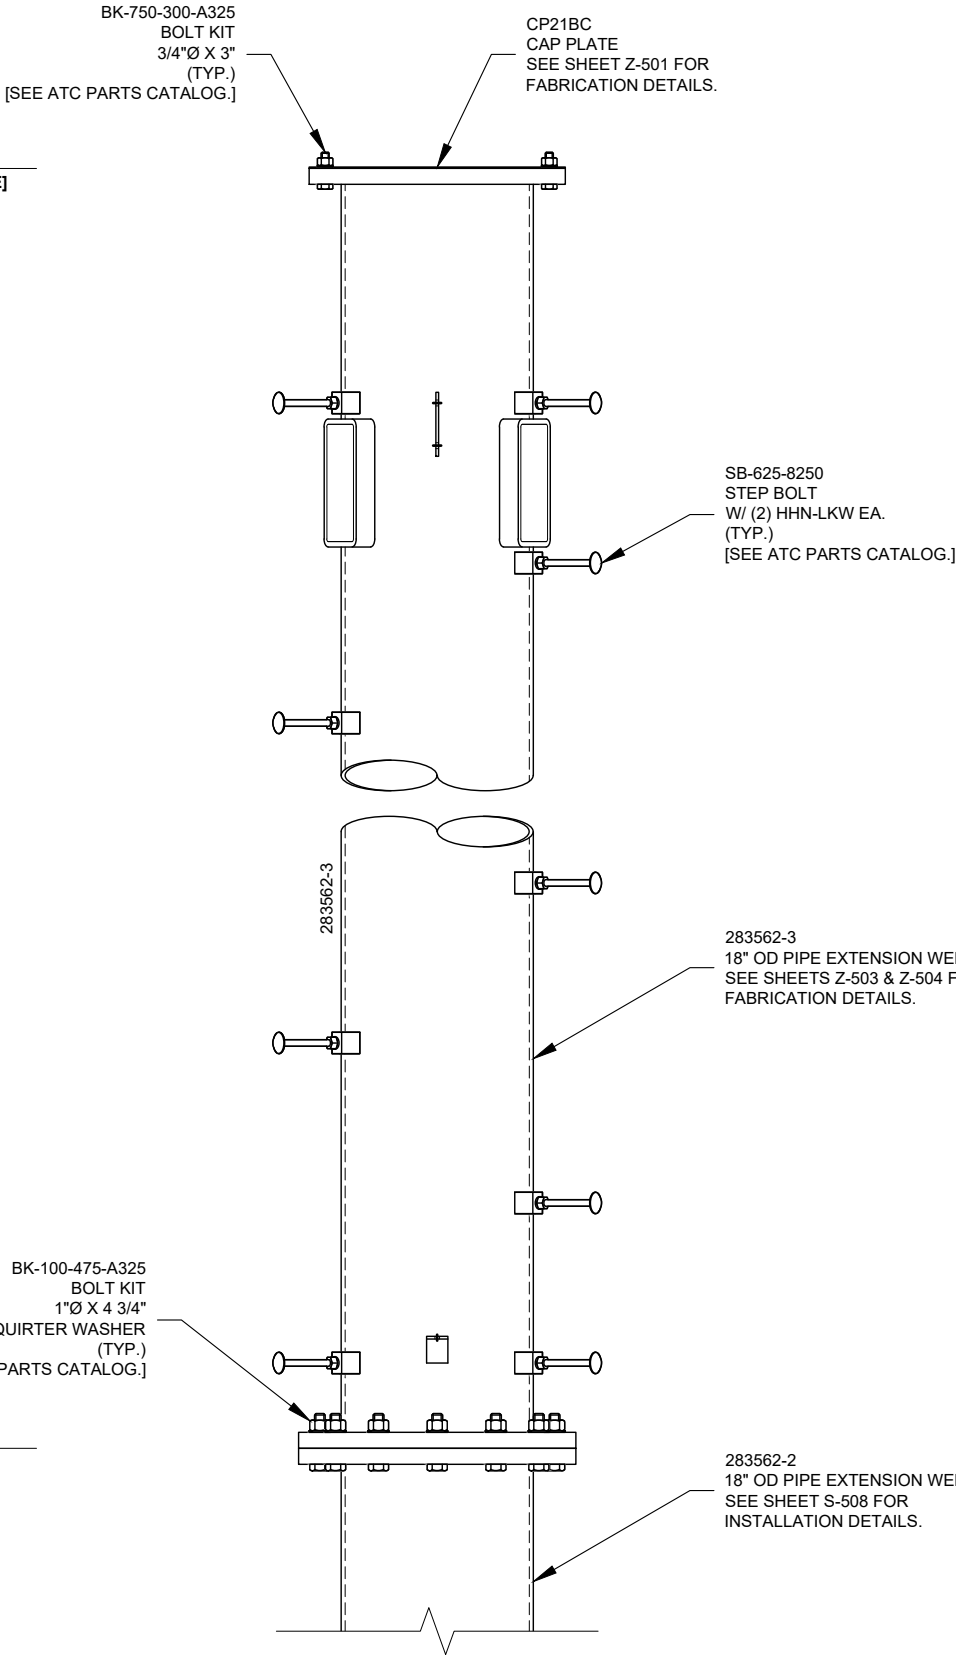 BK-750-300-A325
BOLT KIT
3/4"Ø X 3"
(TYP.)
[SEE ATC PARTS CATALOG.]
CP21BC
CAP PLATE
SEE SHEET Z-501 FOR
FABRICATION DETAILS.
SB-625-8250
STEP BOLT
W/ (2) HHN-LKW EA.
(TYP.)
[SEE ATC PARTS CATALOG.]
283562-3
283562-3
18" OD PIPE EXTENSION
SEE SHEETS Z-503 & Z-504
FABRICATION DETAILS.
BK-100-475-A325
BOLT KIT
1"Ø X 4 3/4"
WASHER
(TYP.)
PARTS CATALOG.]
283562-2
18" OD PIPE EXTENSION
SEE SHEET S-508 FOR
INSTALLATION DETAILS.